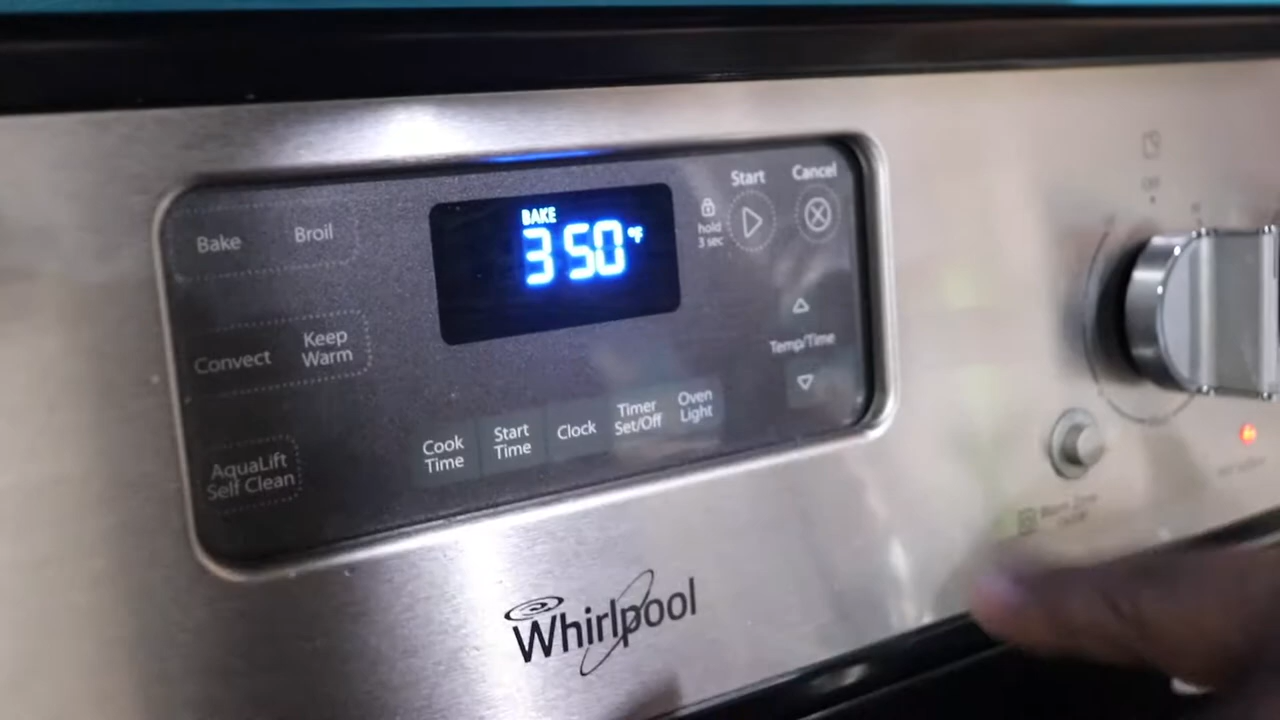 BAKE
350°F
Start
Cancel
hold
3 sec
Bake
Broil
Convect
Keep
Warm
Temp/Time
AquaLift
Self Clean
Cook
Time
Start
Time
Clock
Timer
Set/Off
Oven
Light
Whirlpool